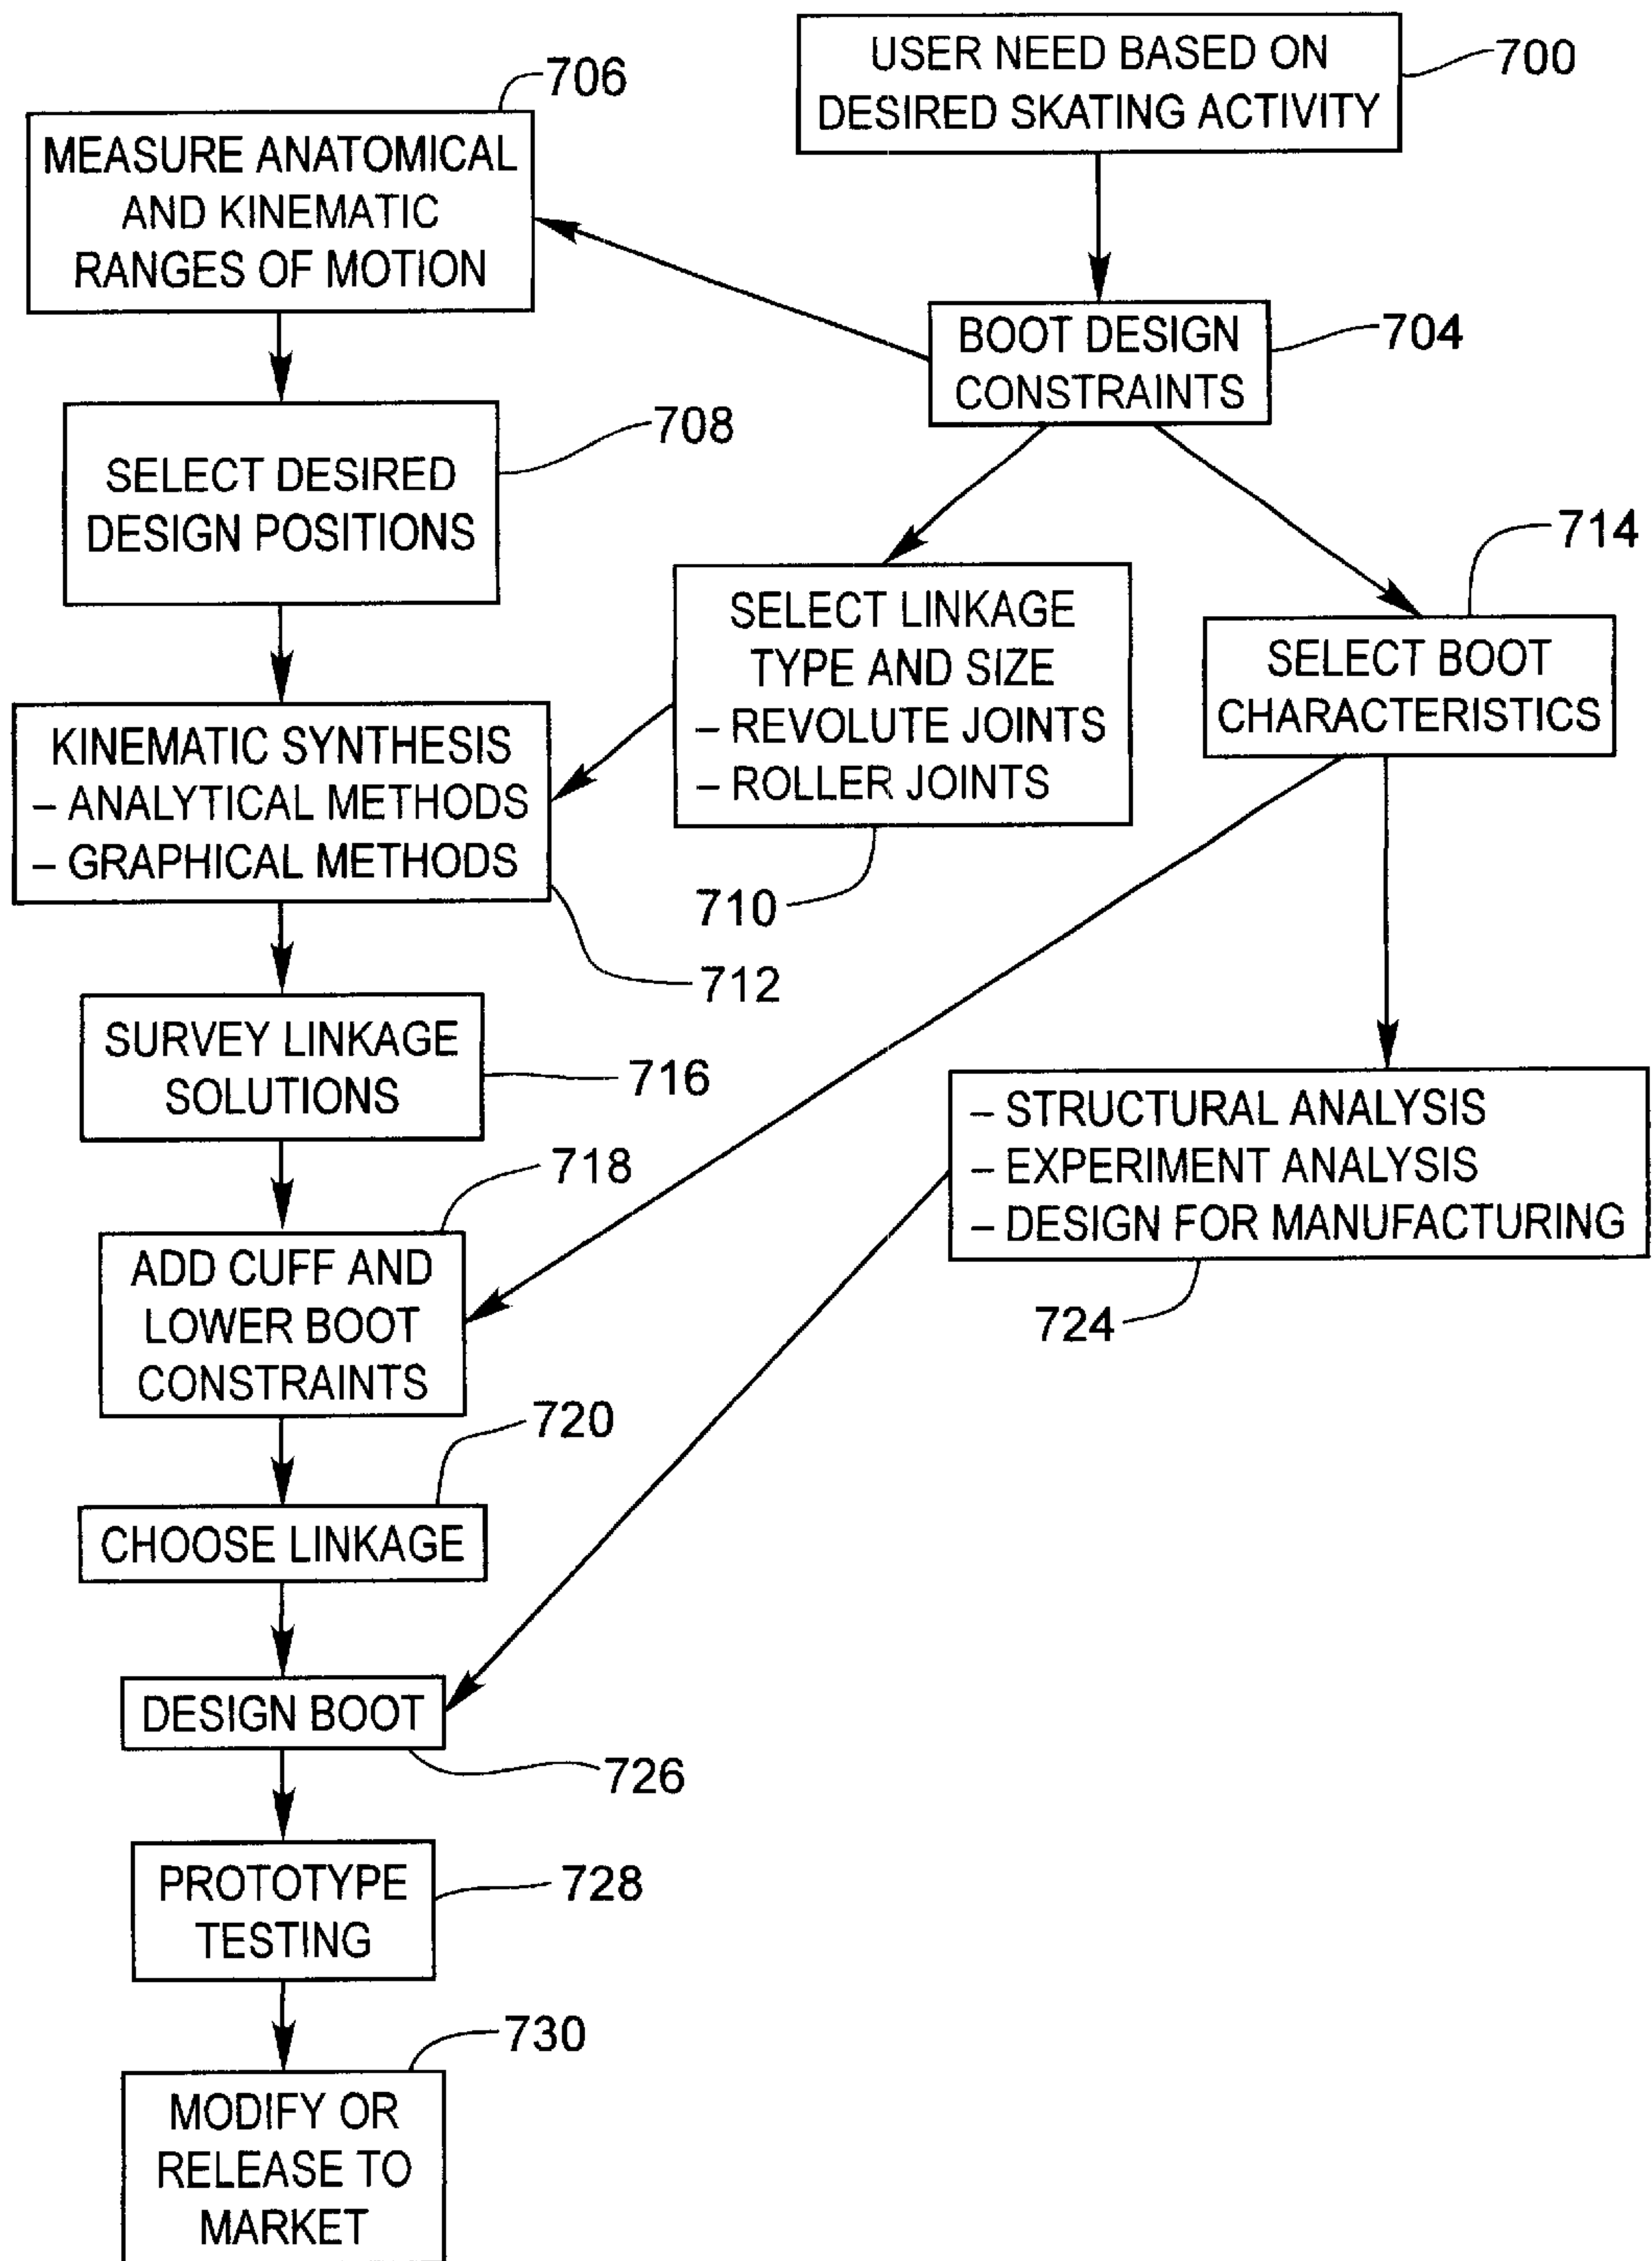 USER NEED BASED ON
DESIRED SKATING ACTIVITY
700
706
MEASURE ANATOMICAL
AND KINEMATIC
RANGES OF MOTION
BOOT DESIGN
CONSTRAINTS
704
708
SELECT DESIRED
DESIGN POSITIONS
714
SELECT LINKAGE
TYPE AND SIZE
– REVOLUTE JOINTS
– ROLLER JOINTS
710
SELECT BOOT
CHARACTERISTICS
KINEMATIC SYNTHESIS
– ANALYTICAL METHODS
– GRAPHICAL METHODS
712
SURVEY LINKAGE
SOLUTIONS
716
– STRUCTURAL ANALYSIS
– EXPERIMENT ANALYSIS
– DESIGN FOR MANUFACTURING
724
718
ADD CUFF AND
LOWER BOOT
CONSTRAINTS
720
CHOOSE LINKAGE
DESIGN BOOT
726
PROTOTYPE
TESTING
728
730
MODIFY OR
RELEASE TO
MARKET